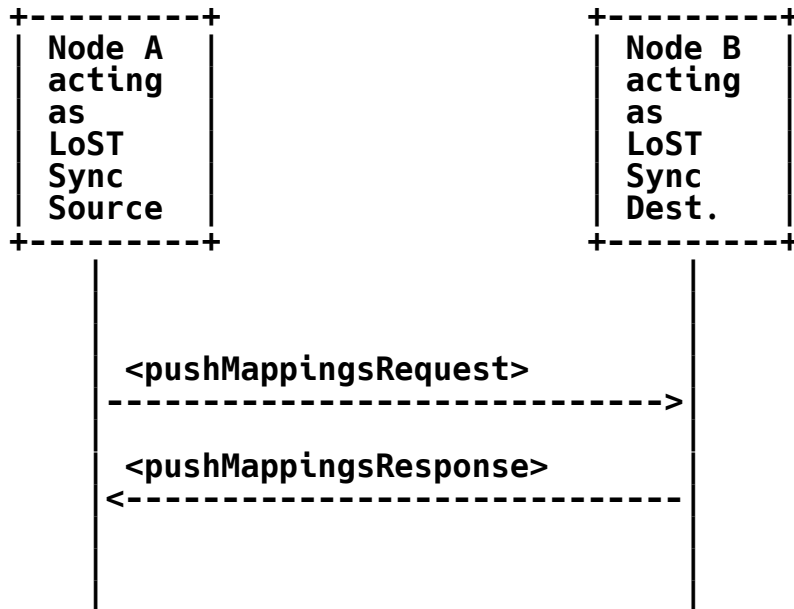 Node A
acting
as
LoST
Sync
Source
Node B
acting
as
LoST
Sync
Dest.
<pushMappingsRequest>
<pushMappingsResponse>